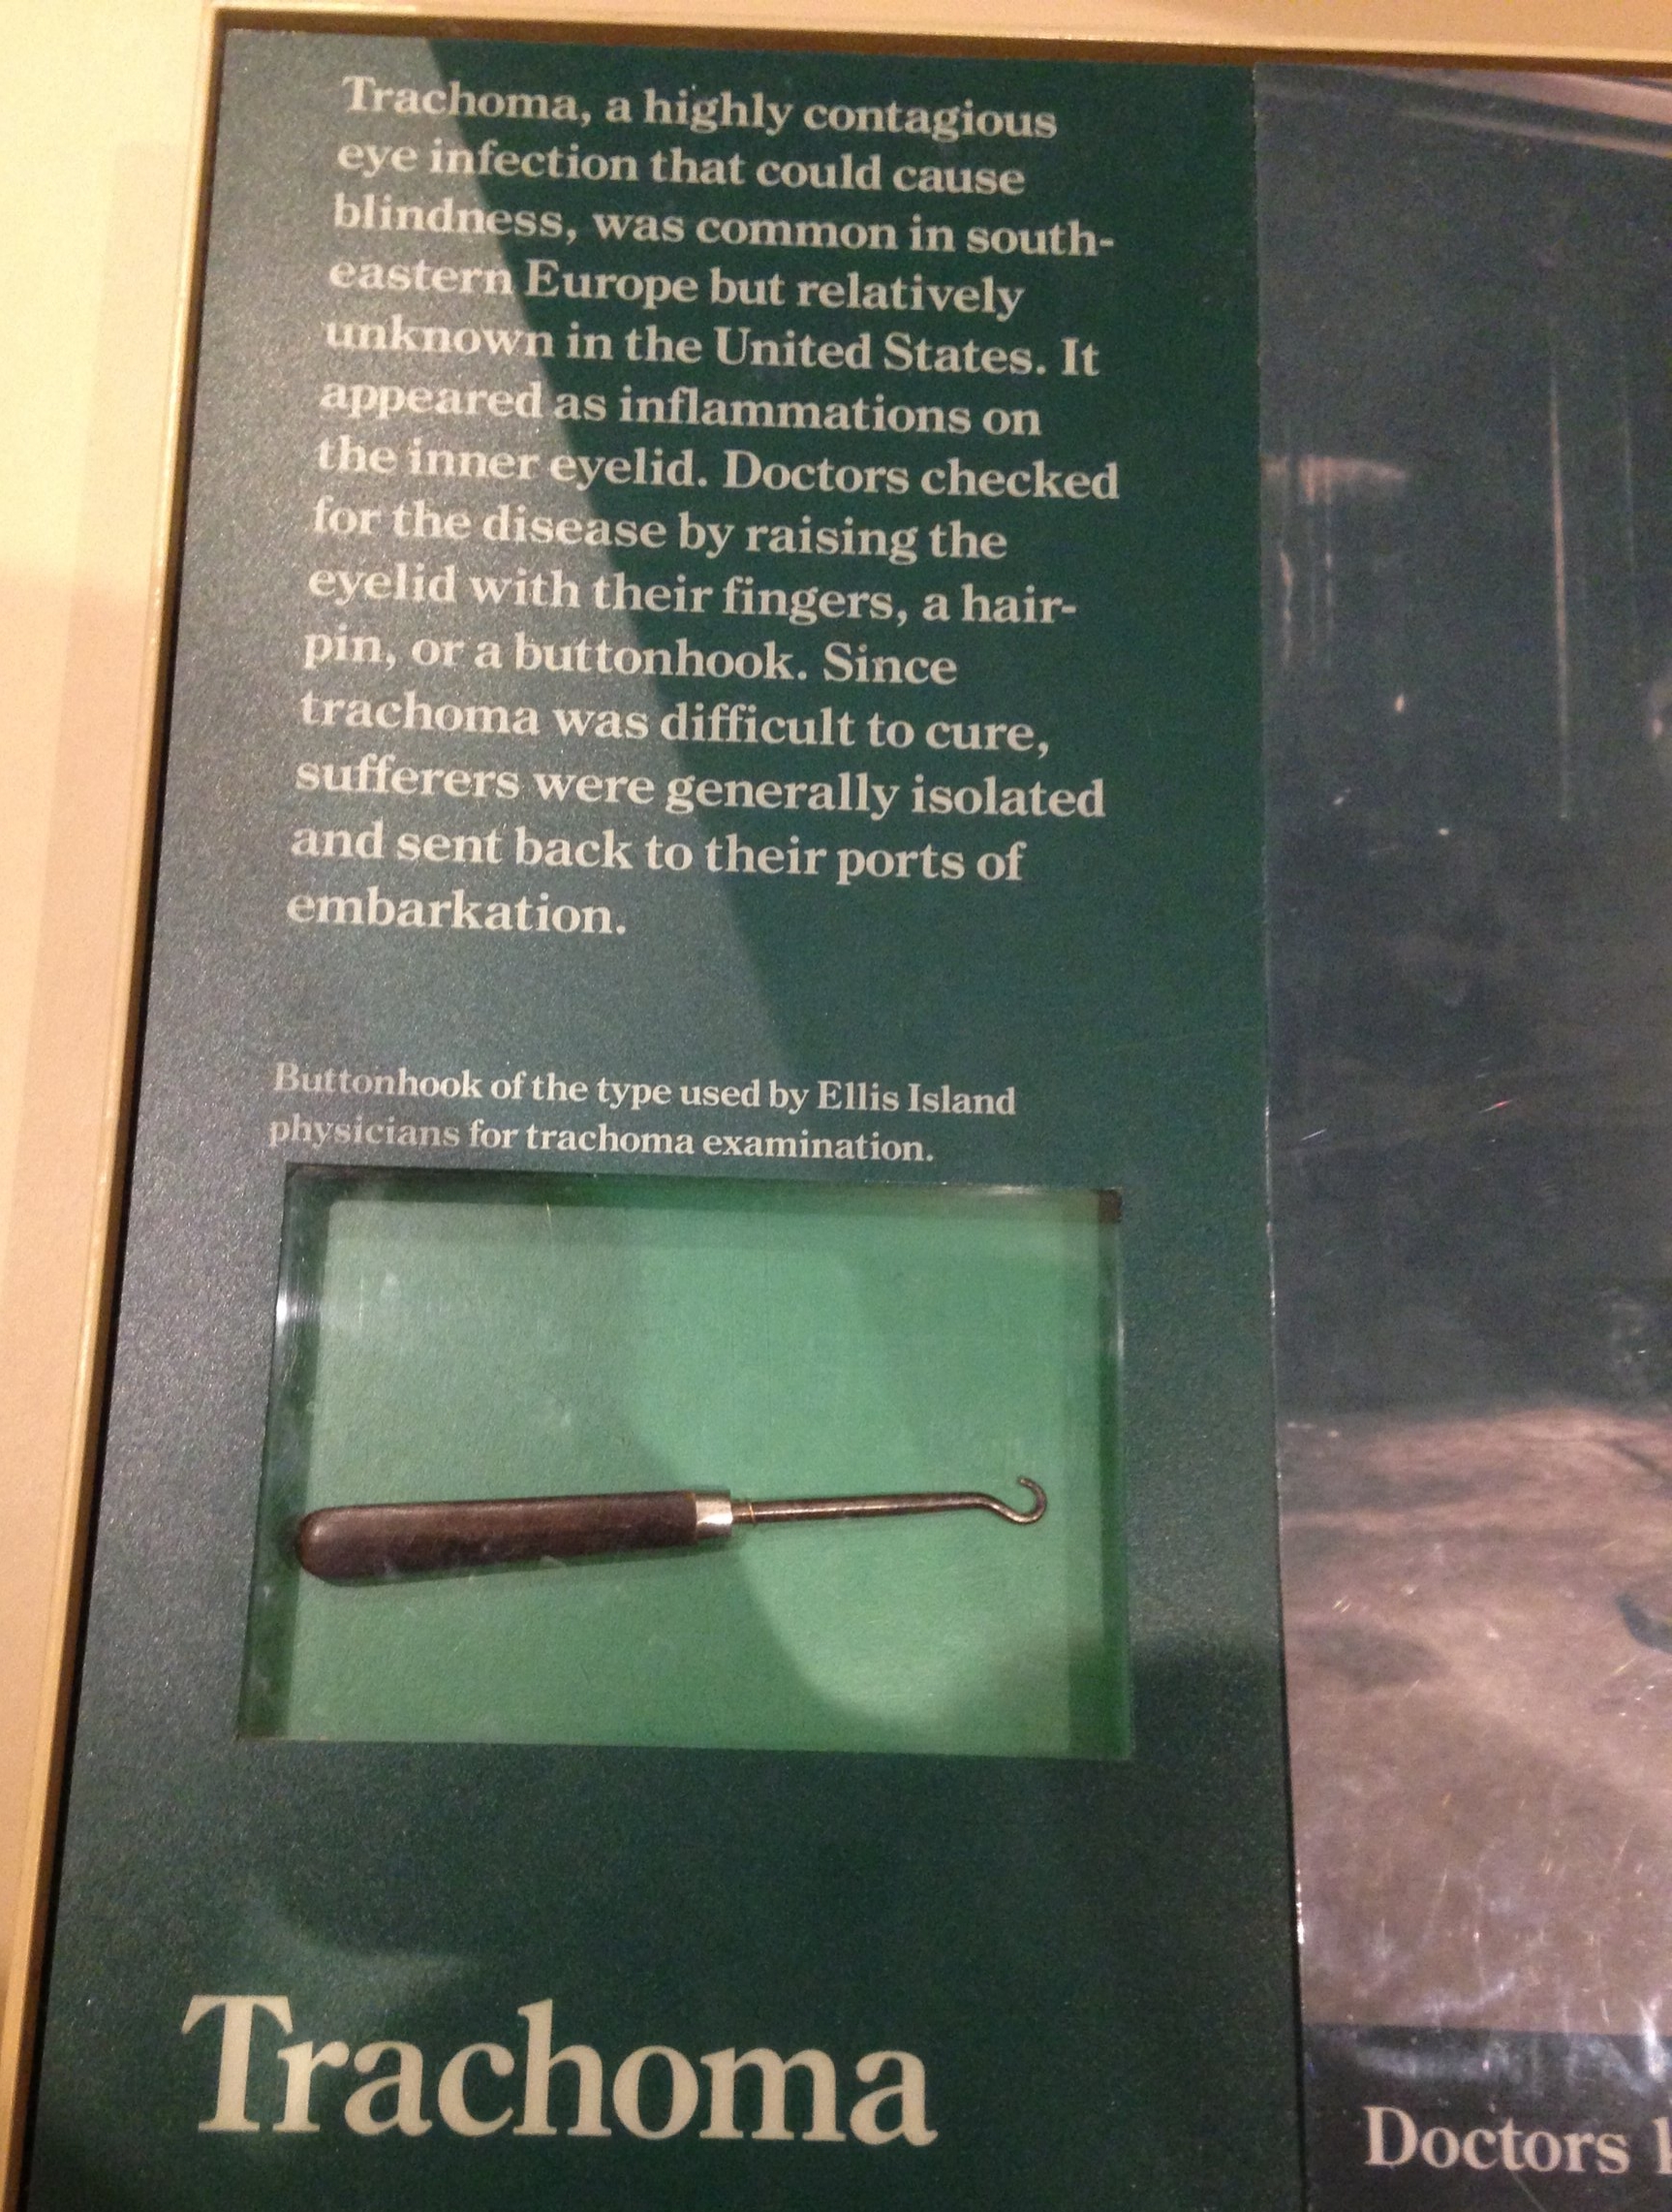 Trachoma, a highly contagious
eye infection that could cause
blindness, was common in south-
eastern Europe but relatively
unknown in the United States. It
appeared as inflammations on
the inner eyelid. Doctors checked
for the disease by raising the
eyelid with their fingers, a hair-
pin, or a buttonhook. Since
trachoma was difficult to cure,
sufferers were generally isolated
and sent back to their ports of
embarkation.
Buttonhook of the type used by Ellis Island
physicians for trachoma examination.
Trachoma
Doctors